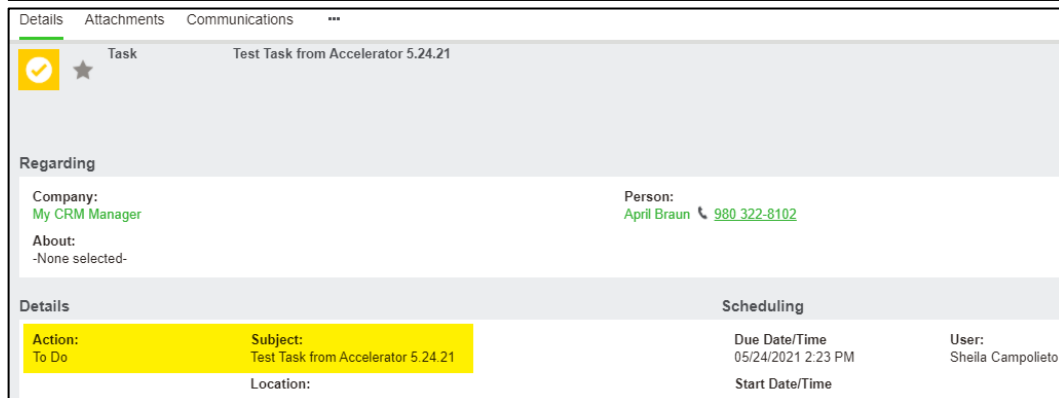 Details Attachments Communications ...
Task Test Task from Accelerator 5.24.21
Regarding
Company: Person:
My CRM Manager April Braun 980 322-8102
About:
-None selected-
Details Scheduling
Action: Subject: Due Date/Time User:
To Do Test Task from Accelerator 5.24.21 05/24/2021 2:23 PM Sheila Campolieto
Location: Start Date/Time